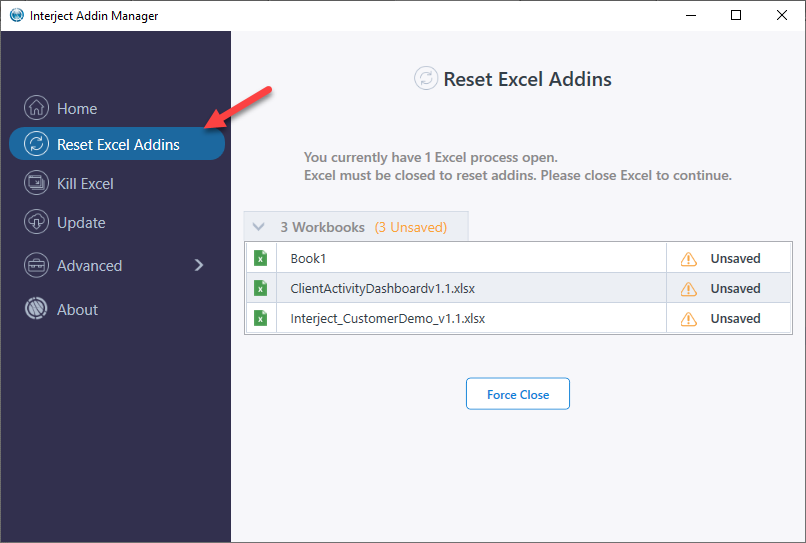 Interject Addin Manager
Home
Reset Excel Addins
Kill Excel
Update
Advanced
About
Reset Excel Addins
You currently have 1 Excel process open.
Excel must be closed to reset addins. Please close Excel to continue.
3 Workbooks (3 Unsaved)
Book1 Unsaved
ClientActivityDashboardv1.1.xlsx Unsaved
Interject_CustomerDemo_v1.1.xlsx Unsaved
Force Close